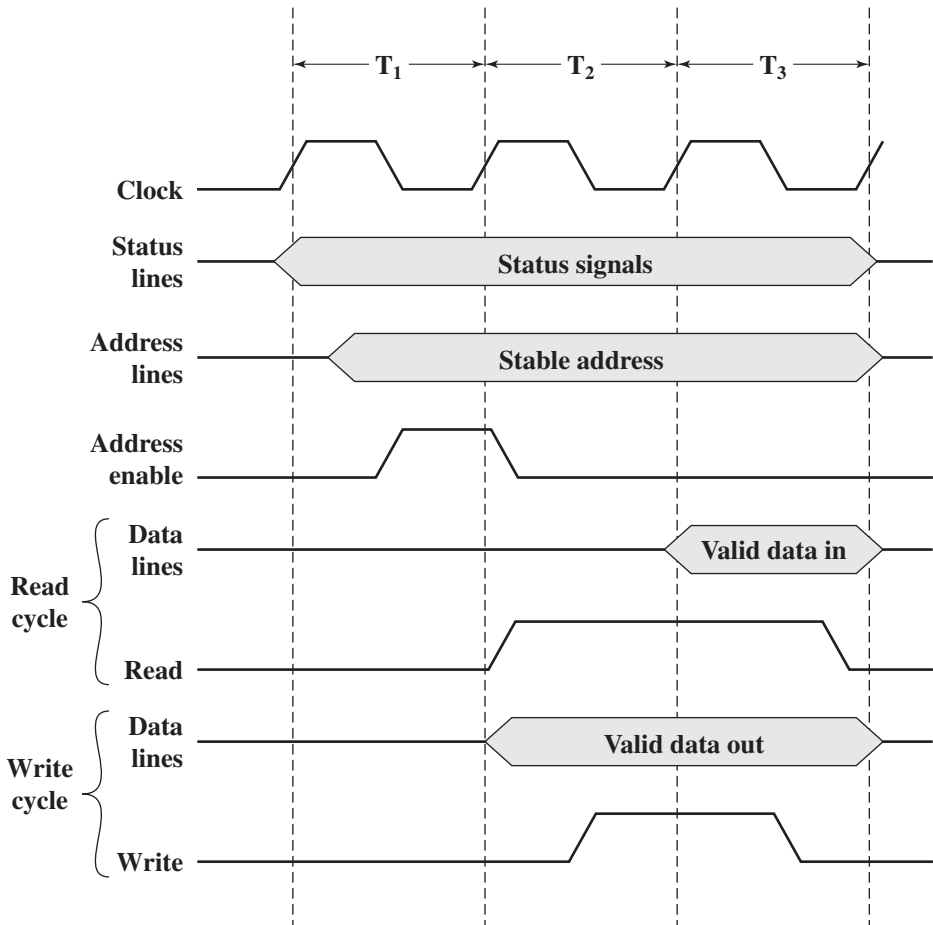 T₁ T₂ T₃
Clock
Status
lines
Status signals
Address
lines
Stable address
Address
enable
Read
cycle
Data
lines
Valid data in
Read
Write
cycle
Data
lines
Valid data out
Write